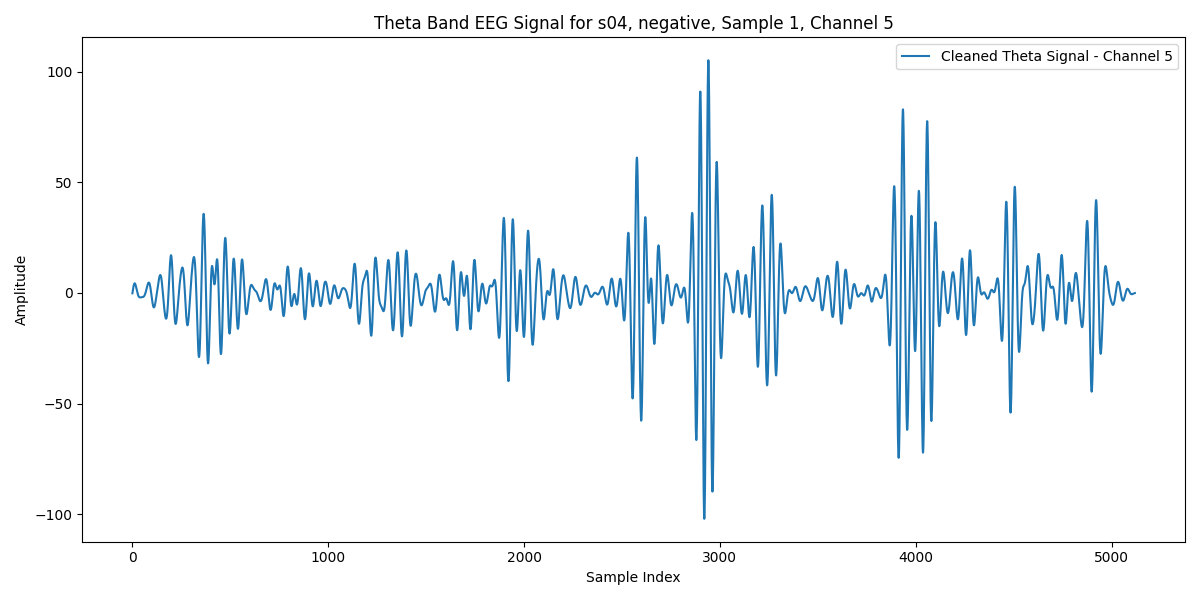 Theta Band EEG Signal for s04, negative, Sample 1, Channel 5
Cleaned Theta Signal - Channel 5
100
50
0
−50
−100
Amplitude
0 1000 2000 3000 4000 5000
Sample Index